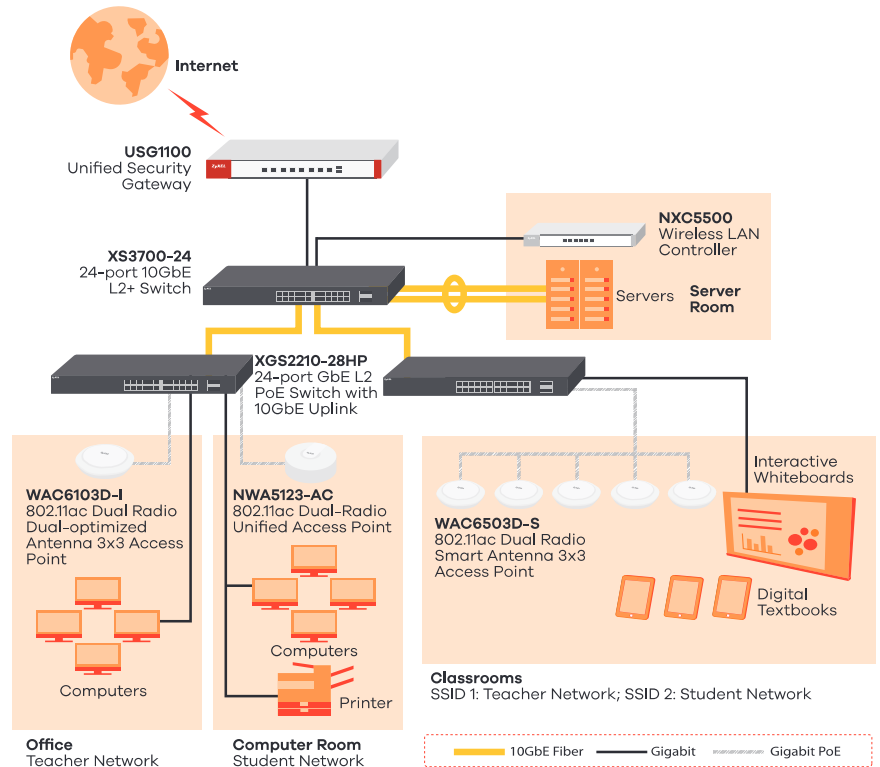 Internet
USG1100
Unified Security
Gateway
ZyXEL
NXC5500
Wireless LAN
Controller
XS3700-24
24-port 10GbE
L2+ Switch
Servers
Server
Room
XGS2210-28HP
24-port GbE L2
PoE Switch with
10GbE Uplink
WAC6103D-I
802.11ac Dual Radio
Dual-optimized
Antenna 3x3 Access
Point
Computers
Office
Teacher Network
NWA5123-AC
802.11ac Dual-Radio
Unified Access Point
Computers
Printer
Computer Room
Student Network
WAC6503D-S
802.11ac Dual Radio
Smart Antenna 3x3
Access Point
Interactive
Whiteboards
Digital
Textbooks
Classrooms
SSID 1: Teacher Network; SSID 2: Student Network
10GbE Fiber
Gigabit
Gigabit PoE